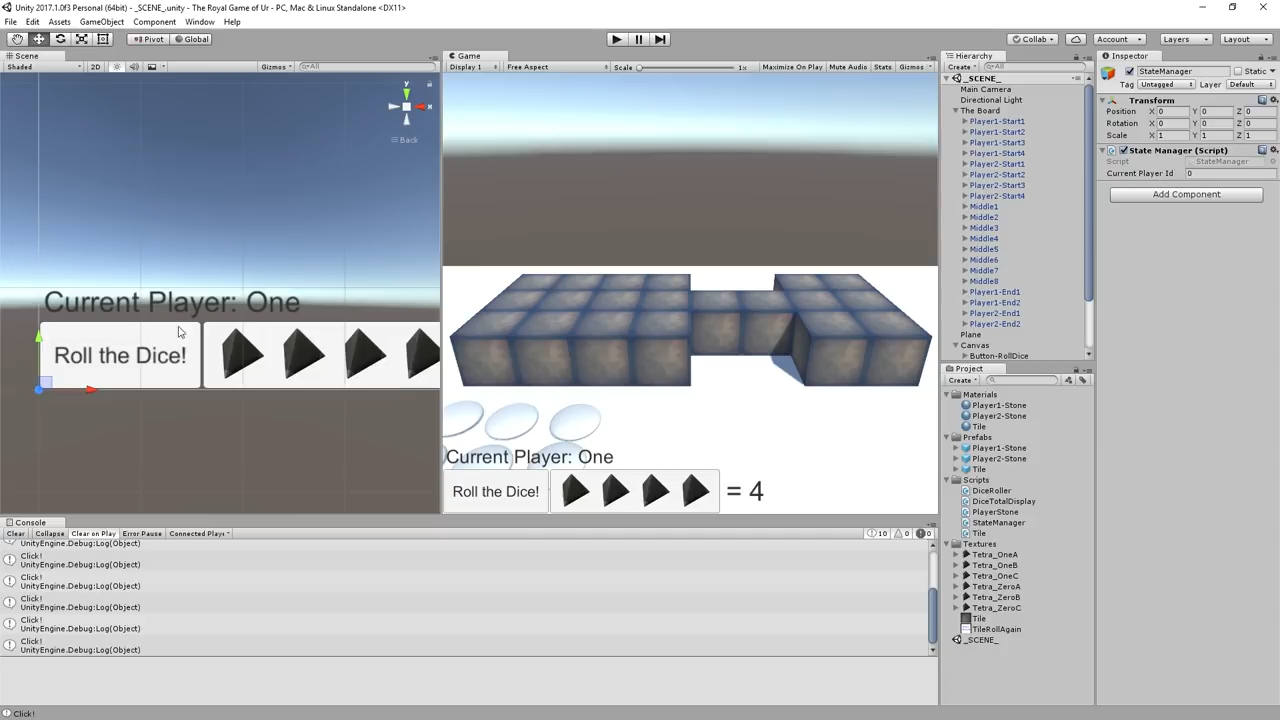 Unity 2017.1.0f3 Personal (64bit) - _SCENE_.unity - The Royal Game of Ur - PC, Mac & Linux Standalone <DX11>
File Edit Assets GameObject Component Window Help
Pivot Global Collab Account Layers Layout
Scene
Shaded 2D Gizmos All
Back
Current Player: One
Roll the Dice!
Game
Display 1 Free Aspect Scale 1x Maximize On Play Mute Audio Stats Gizmos
Current Player: One
Roll the Dice! = 4
Hierarchy
Create All
_SCENE_
Main Camera
Directional Light
The Board
Player1-Start1
Player1-Start2
Player1-Start3
Player1-Start4
Player2-Start1
Player2-Start2
Player2-Start3
Player2-Start4
Middle1
Middle2
Middle3
Middle4
Middle5
Middle6
Middle7
Middle8
Player1-End1
Player1-End2
Player2-End1
Player2-End2
Plane
Canvas
Button-RollDice
Project
Create
Materials
Player1-Stone
Player2-Stone
Tile
Prefabs
Player1-Stone
Player2-Stone
Tile
Scripts
DiceRoller
DiceTotalDisplay
PlayerStone
StateManager
Tile
Textures
Tetra_OneA
Tetra_OneB
Tetra_OneC
Tetra_ZeroA
Tetra_ZeroB
Tetra_ZeroC
Tile
TileRollAgain
_SCENE_
Inspector
StateManager Static
Tag Untagged Layer Default
Transform
Position X 0 Y 0 Z 0
Rotation X 0 Y 0 Z 0
Scale X 1 Y 1 Z 1
State Manager (Script)
Script StateManager
Current Player Id 0
Add Component
Console
Clear Collapse Clear on Play Error Pause Connected Player 10 0 0
UnityEngine.Debug:Log(Object)
Click!
UnityEngine.Debug:Log(Object)
Click!
UnityEngine.Debug:Log(Object)
Click!
UnityEngine.Debug:Log(Object)
Click!
UnityEngine.Debug:Log(Object)
Click!
UnityEngine.Debug:Log(Object)
Click!